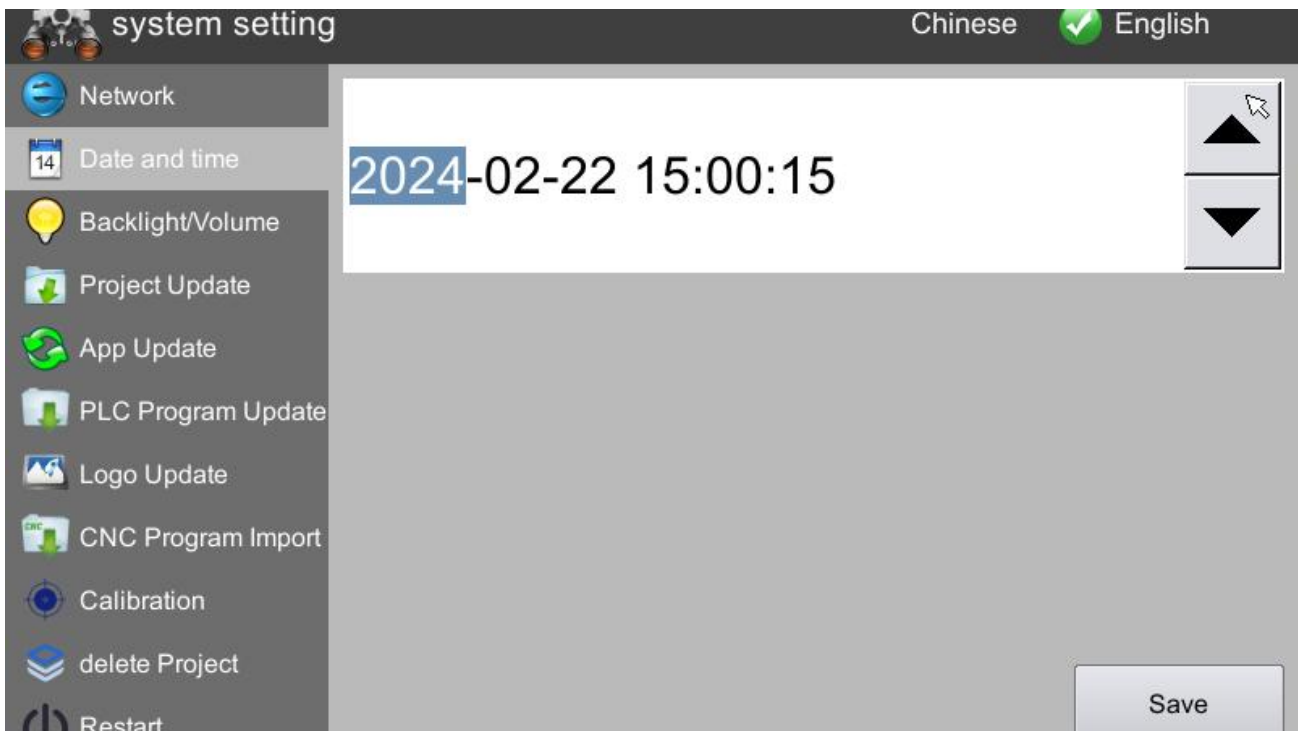 system setting
Chinese
English
Network
14
Date and time
2024-02-22 15:00:15
Backlight/Volume
Project Update
App Update
PLC Program Update
Logo Update
CNC
CNC Program Import
Calibration
delete Project
Restart
Save